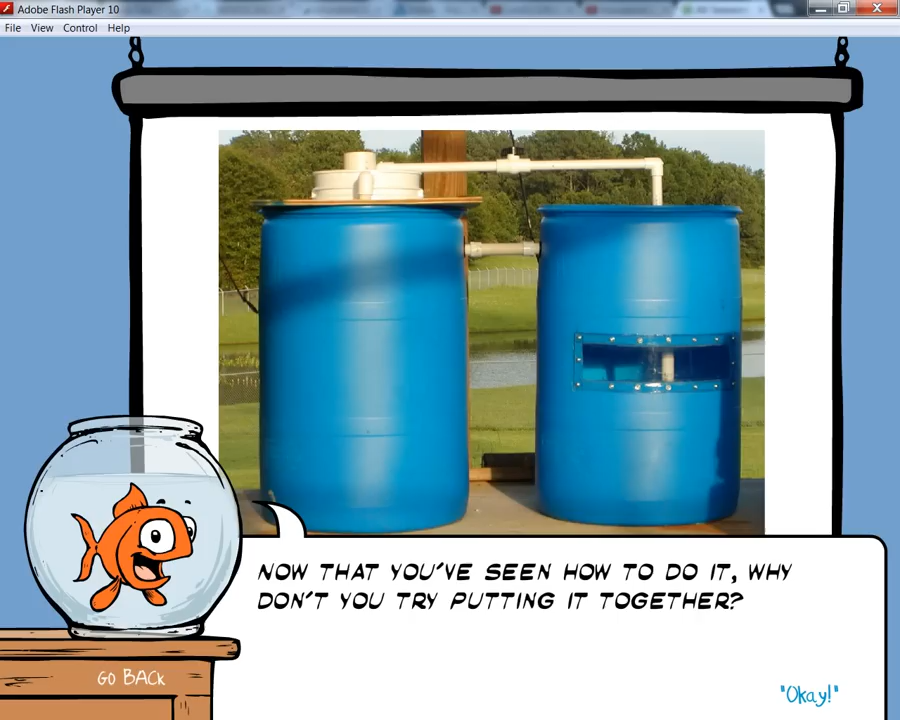 Adobe Flash Player 10
File View Control Help
NOW THAT YOU'VE SEEN HOW TO DO IT, WHY
DON'T YOU TRY PUTTING IT TOGETHER?
GO BACK
"Okay!"